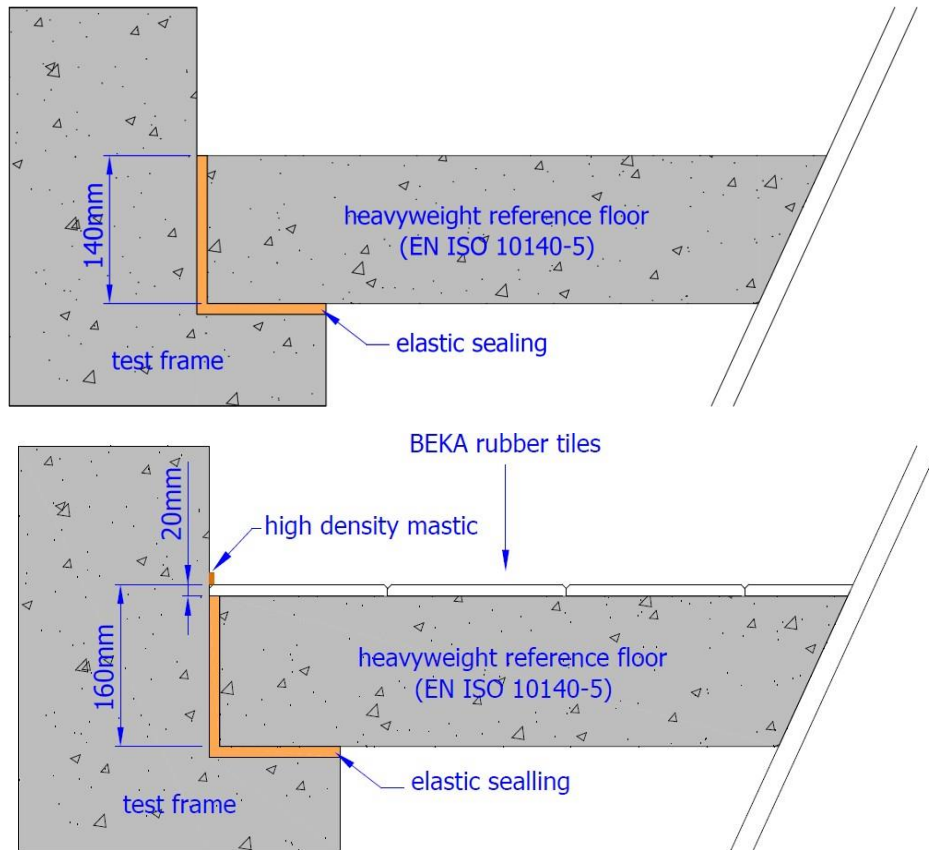 140mm
heavyweight reference floor
(EN ISO 10140-5)
elastic sealing
test frame
BEKA rubber tiles
20mm
high density mastic
160mm
heavyweight reference floor
(EN ISO 10140-5)
elastic sealling
test frame